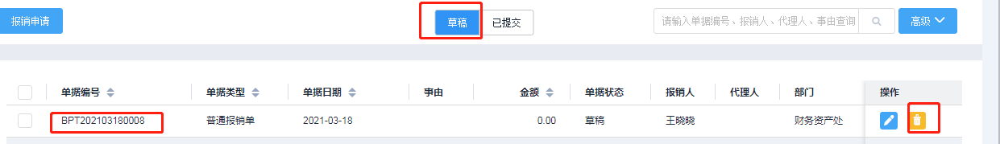 报销申请 草稿 已提交 请输入单据编号、报销人、代理人、事由查询 高级
单据编号 单据类型 单据日期 事由 金额 单据状态 报销人 代理人 部门 操作
BPT202103180008 普通报销单 2021-03-18 0.00 草稿 王晓晓 财务资产处